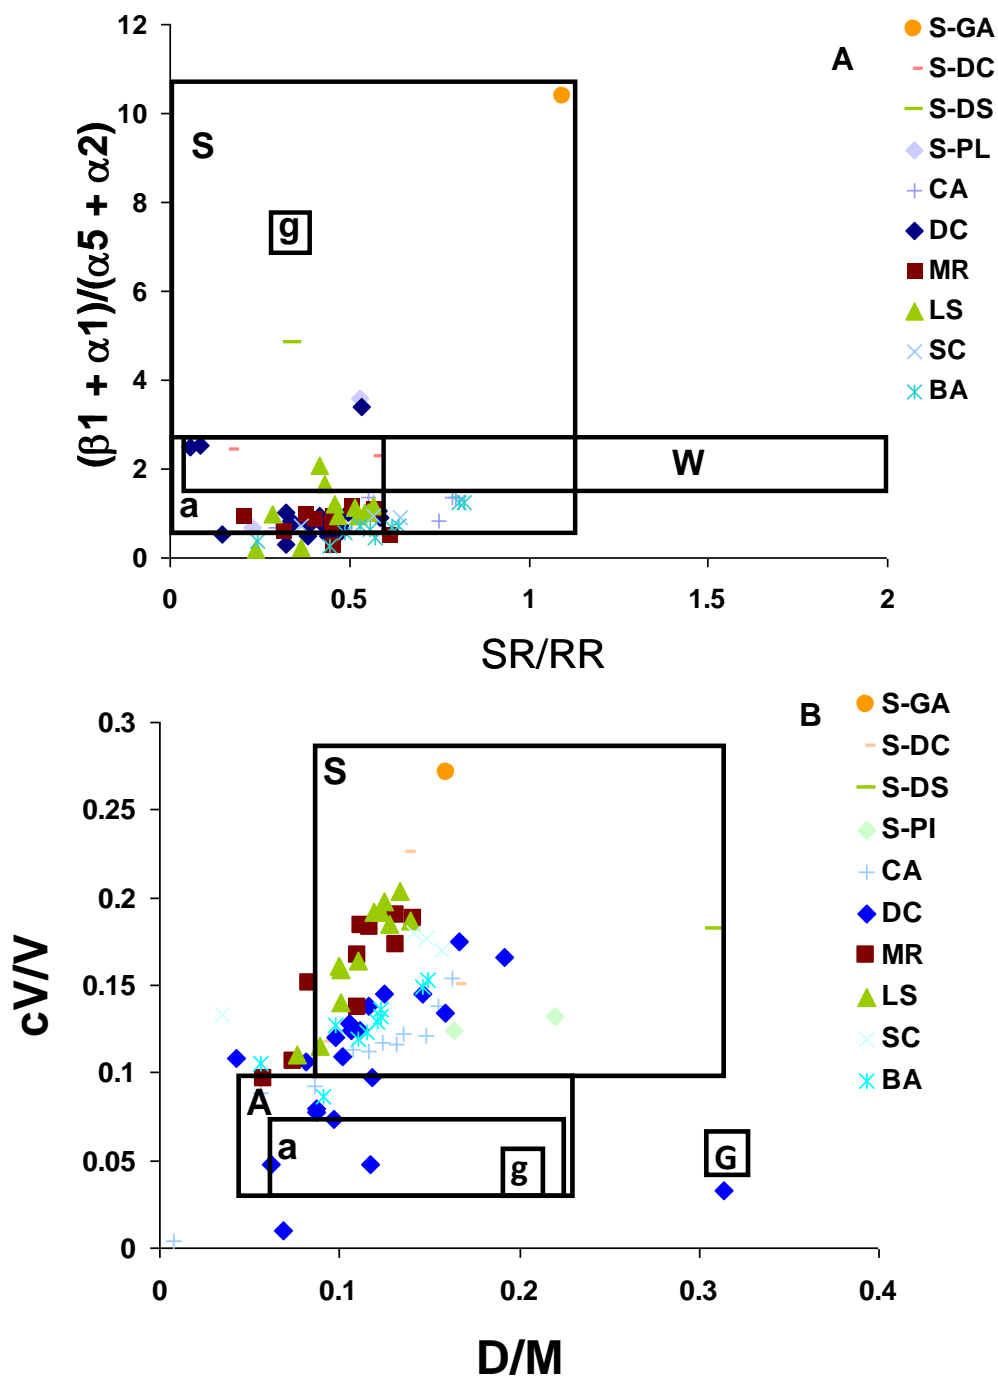 12
10
8
6
4
2
0
(β1 + α1)/(α5 + α2)
A
S
g
W
a
0 0.5 1 1.5 2
SR/RR
S-GA
S-DC
S-DS
S-PL
CA
DC
MR
LS
SC
BA
0.3
0.25
0.2
0.15
0.1
0.05
0
cV/V
B
S
A
a
g
G
0 0.1 0.2 0.3 0.4
D/M
S-GA
S-DC
S-DS
S-PI
CA
DC
MR
LS
SC
BA